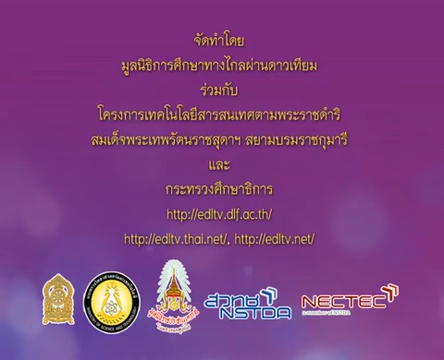 จัดทำโดย
มูลนิธิการศึกษาทางไกลผ่านดาวเทียม
ร่วมกับ
โครงการเทคโนโลยีสารสนเทศตามพระราชดำริ
สมเด็จพระเทพรัตนราชสุดาฯ สยามบรมราชกุมารี
และ
กระทรวงศึกษาธิการ
http://edltv.dlf.ac.th/
http://edltv.thai.net/, http://edltv.net/
สวทช NECTEC
NSTDA a member of NSTDA